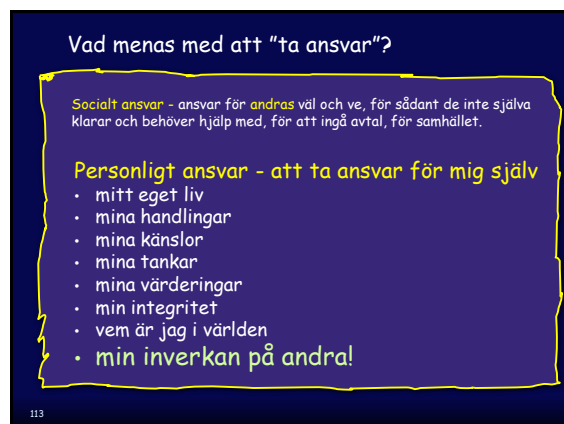 Vad menas med att ”ta ansvar”?
Socialt ansvar - ansvar för andras väl och ve, för sådant de inte själva
klarar och behöver hjälp med, för att ingå avtal, för samhället.
Personligt ansvar - att ta ansvar för mig själv
• mitt eget liv
• mina handlingar
• mina känslor
• mina tankar
• mina värderingar
• min integritet
• vem är jag i världen
• min inverkan på andra!
113